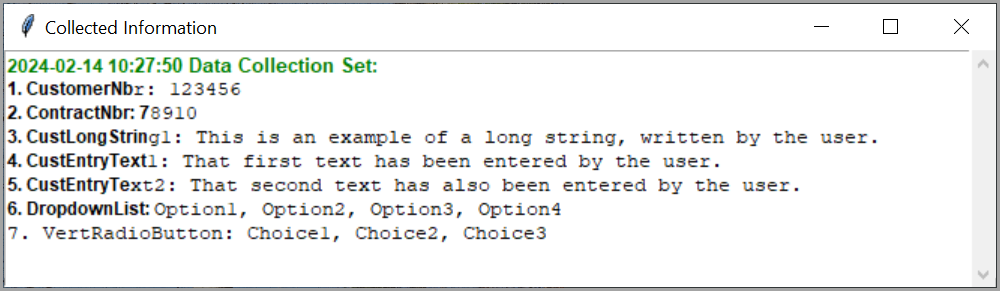 Collected Information
2024-02-14 10:27:50 Data Collection Set:
1. CustomerNbr: 123456
2. ContractNbr: 78910
3. CustLongString1: This is an example of a long string, written by the user.
4. CustEntryText1: That first text has been entered by the user.
5. CustEntryText2: That second text has also been entered by the user.
6. DropdownList: Option1, Option2, Option3, Option4
7. VertRadioButton: Choice1, Choice2, Choice3